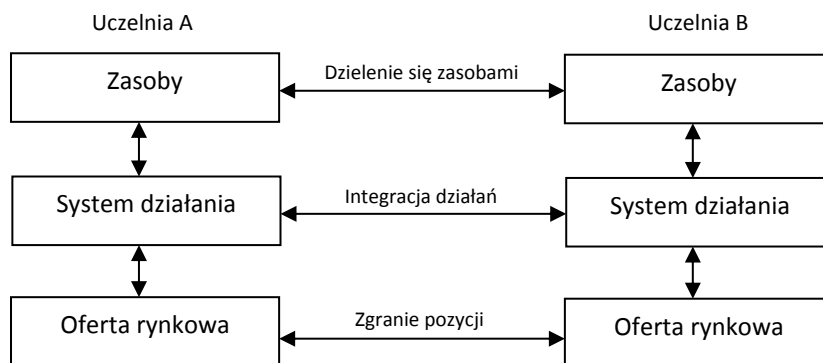 Uczelnia A
Uczelnia B
Zasoby
Dzielenie się zasobami
Zasoby
System działania
Integracja działań
System działania
Oferta rynkowa
Zgranie pozycji
Oferta rynkowa